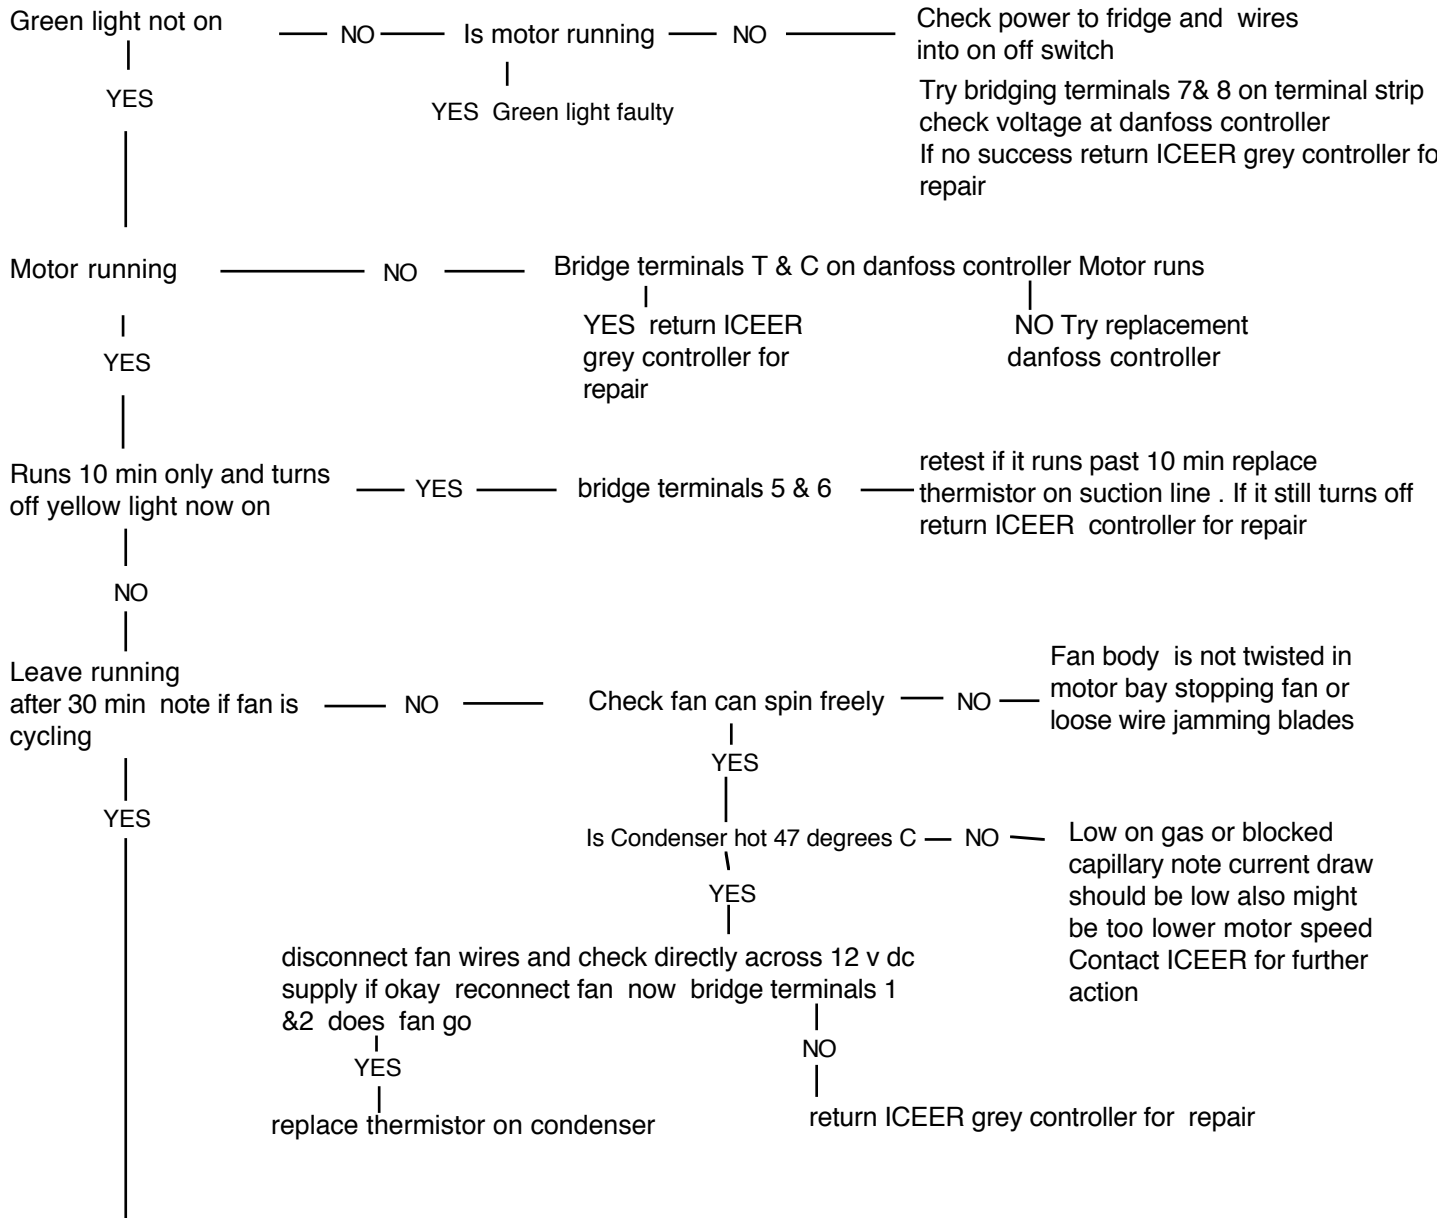 Green light not on
NO
Is motor running
NO
Check power to fridge and wires
into on off switch
YES
YES Green light faulty
Try bridging terminals 7& 8 on terminal strip
check voltage at danfoss controller
If no success return ICEER grey controller fo
repair
Motor running
NO
Bridge terminals T & C on danfoss controller Motor runs
YES
YES return ICEER
grey controller for
repair
NO Try replacement
danfoss controller
Runs 10 min only and turns
off yellow light now on
YES
bridge terminals 5 & 6
retest if it runs past 10 min replace
thermistor on suction line . If it still turns off
return ICEER controller for repair
NO
Leave running
after 30 min note if fan is
cycling
NO
Check fan can spin freely
NO
Fan body is not twisted in
motor bay stopping fan or
loose wire jamming blades
YES
YES
Is Condenser hot 47 degrees C
NO
Low on gas or blocked
capillary note current draw
should be low also might
be too lower motor speed
Contact ICEER for further
action
YES
disconnect fan wires and check directly across 12 v dc
supply if okay reconnect fan now bridge terminals 1
&2 does fan go
YES
NO
replace thermistor on condenser
return ICEER grey controller for repair